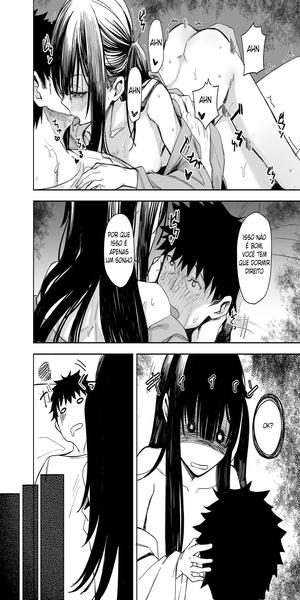 AHN
AHN
AHN
AHN
AHN
ISSO NÃO
É BOM, VOCÊ TEM
QUE DORMIR
DIREITO
POR QUE
ISSO É
APENAS
UM SONHO
OK?